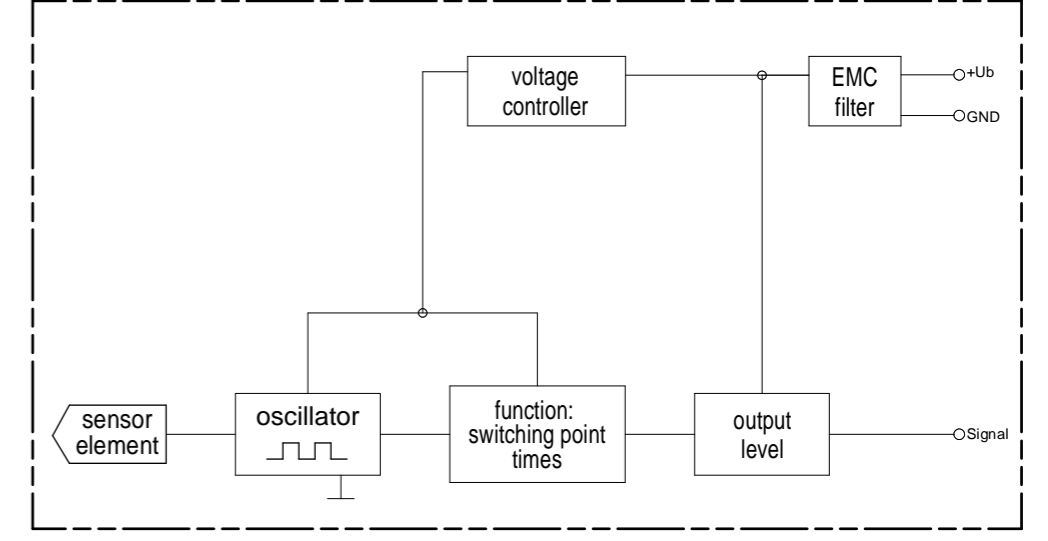 voltage
controller
EMC
filter
+Ub
GND
sensor
element
oscillator
function:
switching point
times
output
level
Signal